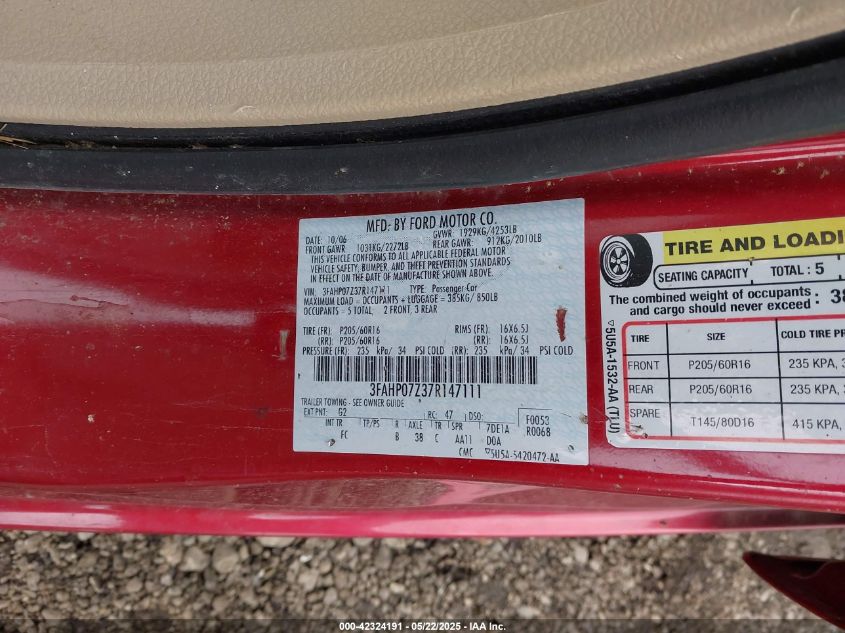 MFD. BY FORD MOTOR CO.
DATE: 10/06 GVWR: 1929KG/4253LB
FRONT GAWR: 1031KG/2272LB REAR GAWR: 912KG/2010LB
THIS VEHICLE CONFORMS TO ALL APPLICABLE FEDERAL MOTOR
VEHICLE SAFETY, BUMPER, AND THEFT PREVENTION STANDARDS
IN EFFECT ON THE DATE OF MANUFACTURE SHOWN ABOVE.
VIN: 3FAHP07Z37R147111 TYPE: Passenger-Car
MAXIMUM LOAD = OCCUPANTS + LUGGAGE = 385KG/ 850LB
OCCUPANTS - 5 TOTAL, 2 FRONT, 3 REAR
TIRE (FR): P205/60R16 RIMS (FR): 16X6.5J
(RR): P205/60R16 (RR): 16X6.5J
PRESSURE (FR): 235 kPa/ 34 PSI COLD (RR): 235 kPa/ 34 PSI COLD
3FAHP07Z37R147111
TRAILER TOWING - SEE OWNER GUIDE
EXT PNT: G2 RC: 47 DSO: F0053
INT TR TP/PS R AXLE TR SPR 7DE1A R0068
FC B 38 C AA11 D0A
CMC ▽5U5A-5420472-AA
TIRE AND LOADI
SEATING CAPACITY TOTAL : 5
The combined weight of occupants
and cargo should never exceed : 38
▽5U5A-1532-AA (TLU)
TIRE SIZE COLD TIRE PR
FRONT P205/60R16 235 KPA, 3
REAR P205/60R16 235 KPA, 3
SPARE T145/80D16 415 KPA,
000-42324191 - 05/22/2025 - IAA Inc.